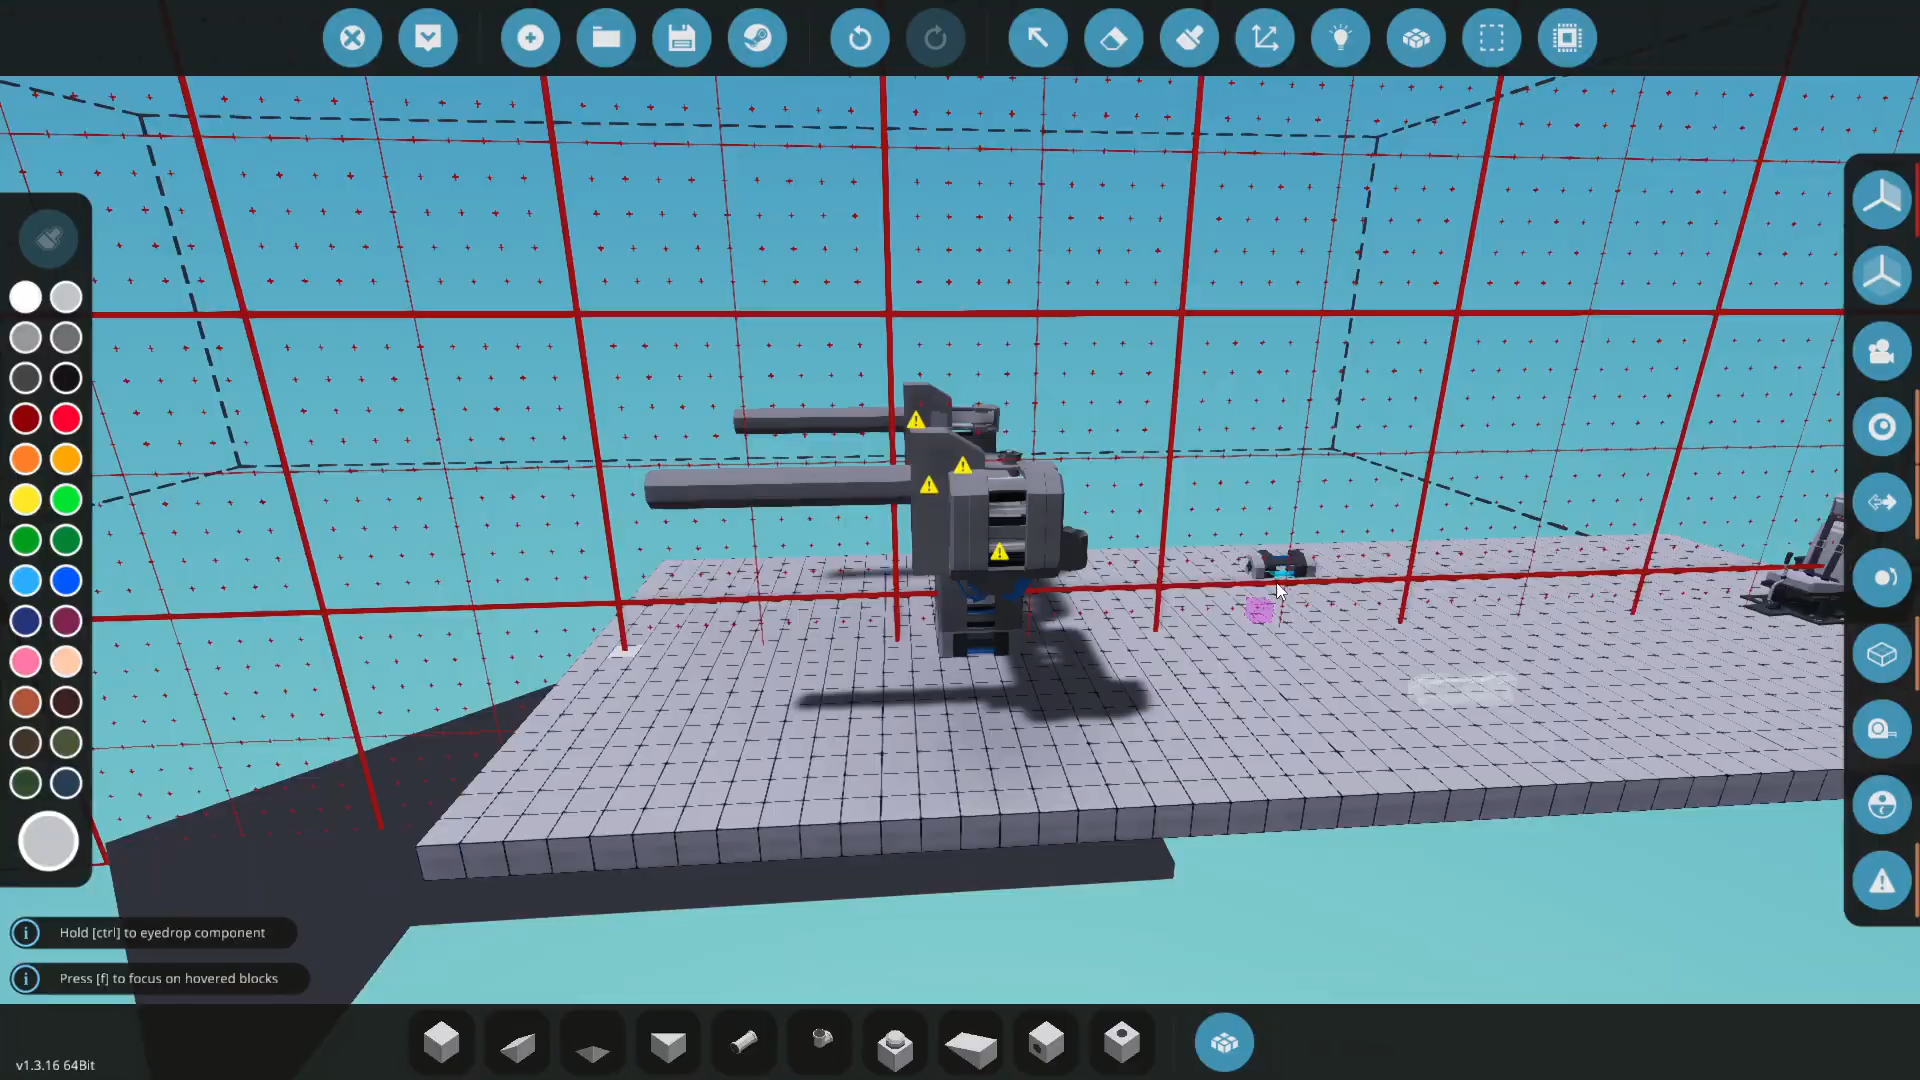 Hold [ctrl] to eyedrop component
Press [f] to focus on hovered blocks
v1.3.16 64Bit